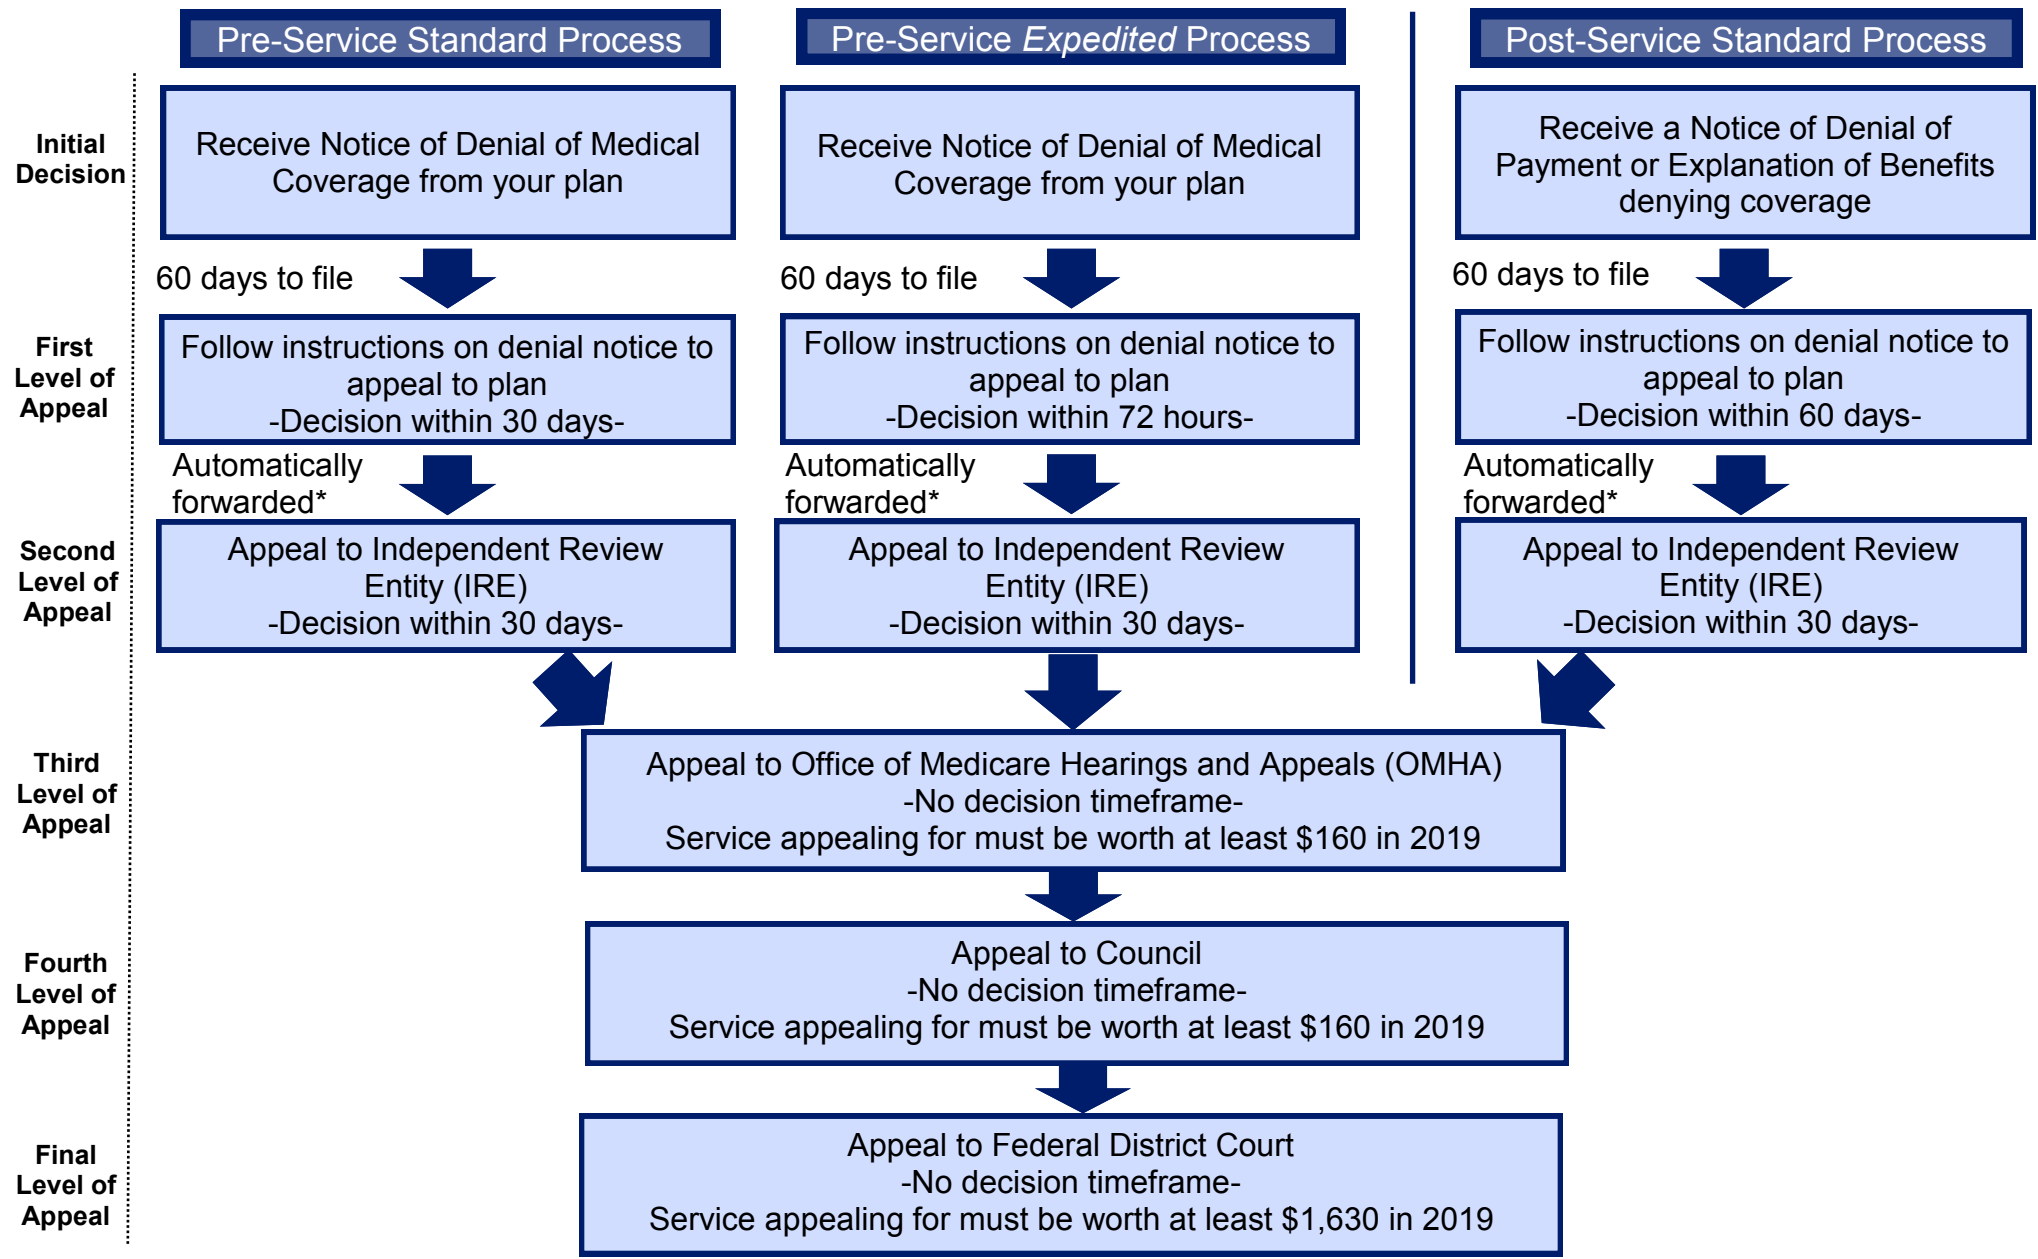 Pre-Service Standard Process
Pre-Service Expedited Process
Post-Service Standard Process
Initial
Decision
Receive Notice of Denial of Medical
Coverage from your plan
Receive Notice of Denial of Medical
Coverage from your plan
Receive a Notice of Denial of
Payment or Explanation of Benefits
denying coverage
60 days to file
60 days to file
60 days to file
First
Level of
Appeal
Follow instructions on denial notice to
appeal to plan
-Decision within 30 days-
Follow instructions on denial notice to
appeal to plan
-Decision within 72 hours-
Follow instructions on denial notice to
appeal to plan
-Decision within 60 days-
Automatically
forwarded*
Automatically
forwarded*
Automatically
forwarded*
Second
Level of
Appeal
Appeal to Independent Review
Entity (IRE)
-Decision within 30 days-
Appeal to Independent Review
Entity (IRE)
-Decision within 30 days-
Appeal to Independent Review
Entity (IRE)
-Decision within 30 days-
Third
Level of
Appeal
Appeal to Office of Medicare Hearings and Appeals (OMHA)
-No decision timeframe-
Service appealing for must be worth at least $160 in 2019
Fourth
Level of
Appeal
Appeal to Council
-No decision timeframe-
Service appealing for must be worth at least $160 in 2019
Final
Level of
Appeal
Appeal to Federal District Court
-No decision timeframe-
Service appealing for must be worth at least $1,630 in 2019